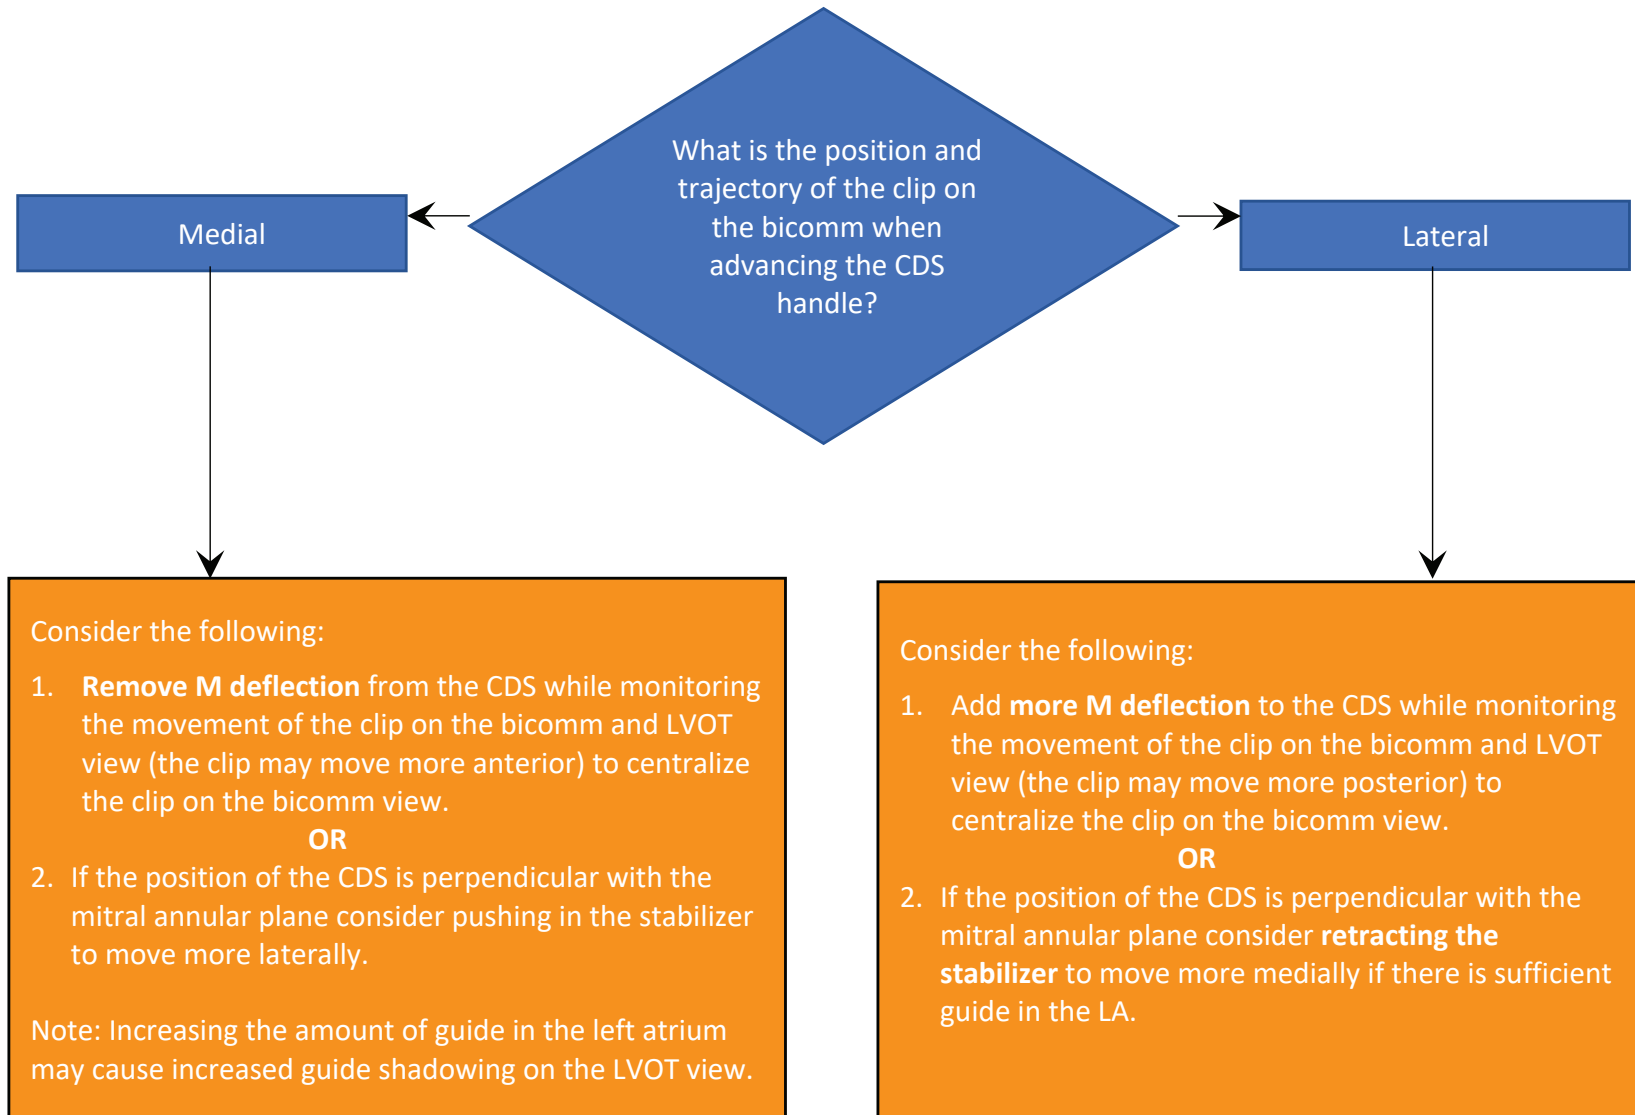 What is the position and
trajectory of the clip on
the bicomm when
advancing the CDS
handle?
Medial
Lateral
Consider the following:
1. Remove M deflection from the CDS while monitoring
the movement of the clip on the bicomm and LVOT
view (the clip may move more anterior) to centralize
the clip on the bicomm view.
OR
2. If the position of the CDS is perpendicular with the
mitral annular plane consider pushing in the stabilizer
to move more laterally.
Note: Increasing the amount of guide in the left atrium
may cause increased guide shadowing on the LVOT view.
Consider the following:
1. Add more M deflection to the CDS while monitoring
the movement of the clip on the bicomm and LVOT
view (the clip may move more posterior) to
centralize the clip on the bicomm view.
OR
2. If the position of the CDS is perpendicular with the
mitral annular plane consider retracting the
stabilizer to move more medially if there is sufficient
guide in the LA.